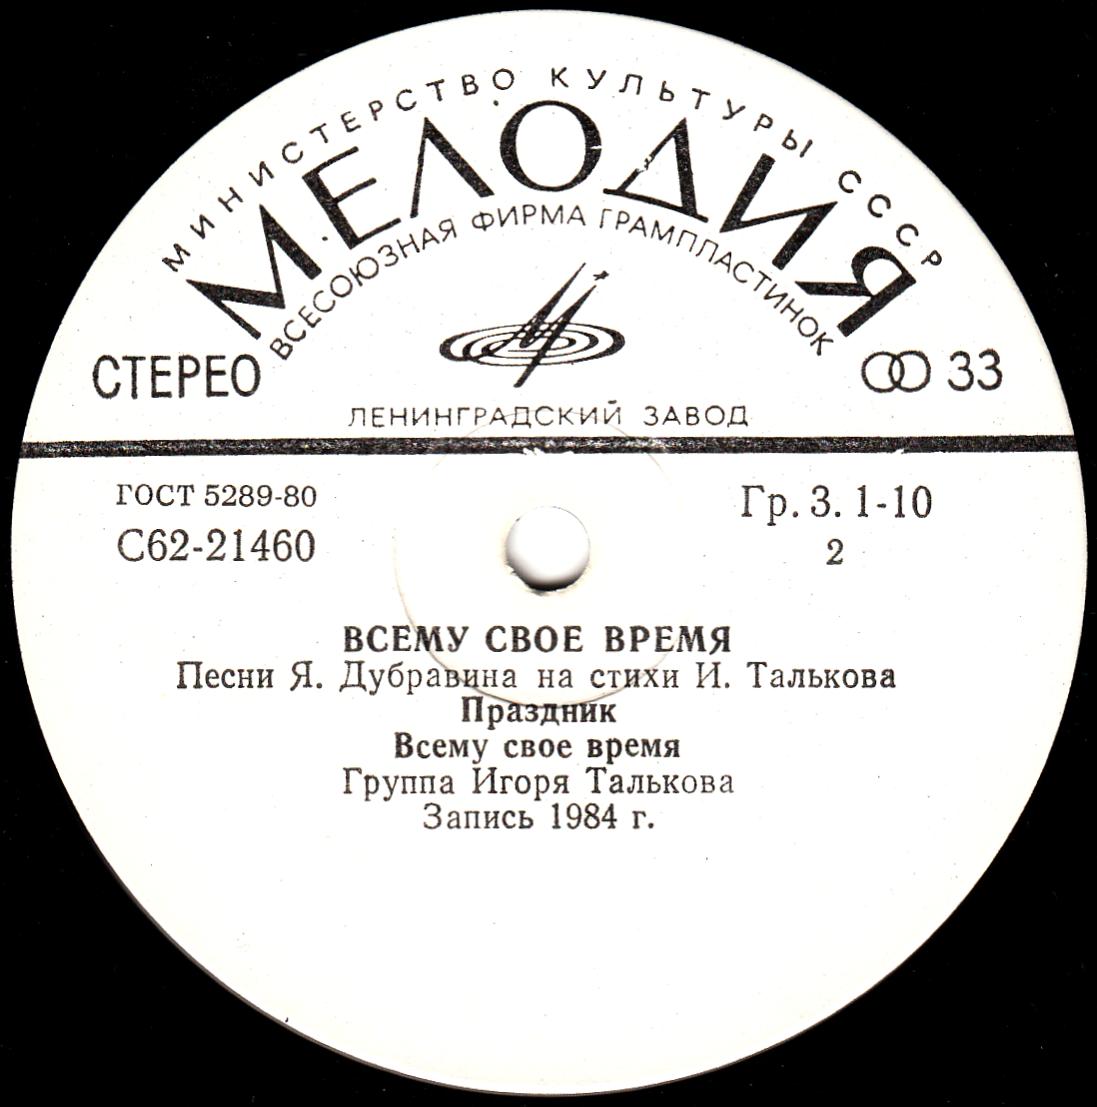 МИНИСТЕРСТВО КУЛЬТУРЫ СССР
МЕЛОДИЯ
ВСЕСОЮЗНАЯ ФИРМА ГРАМПЛАСТИНОК
СТЕРЕО
33
ЛЕНИНГРАДСКИЙ ЗАВОД
ГОСТ 5289-80
Гр. 3. 1-10
С62-21460
2
ВСЕМУ СВОЕ ВРЕМЯ
Песни Я. Дубравина на стихи И. Талькова
Праздник
Всему свое время
Группа Игоря Талькова
Запись 1984 г.